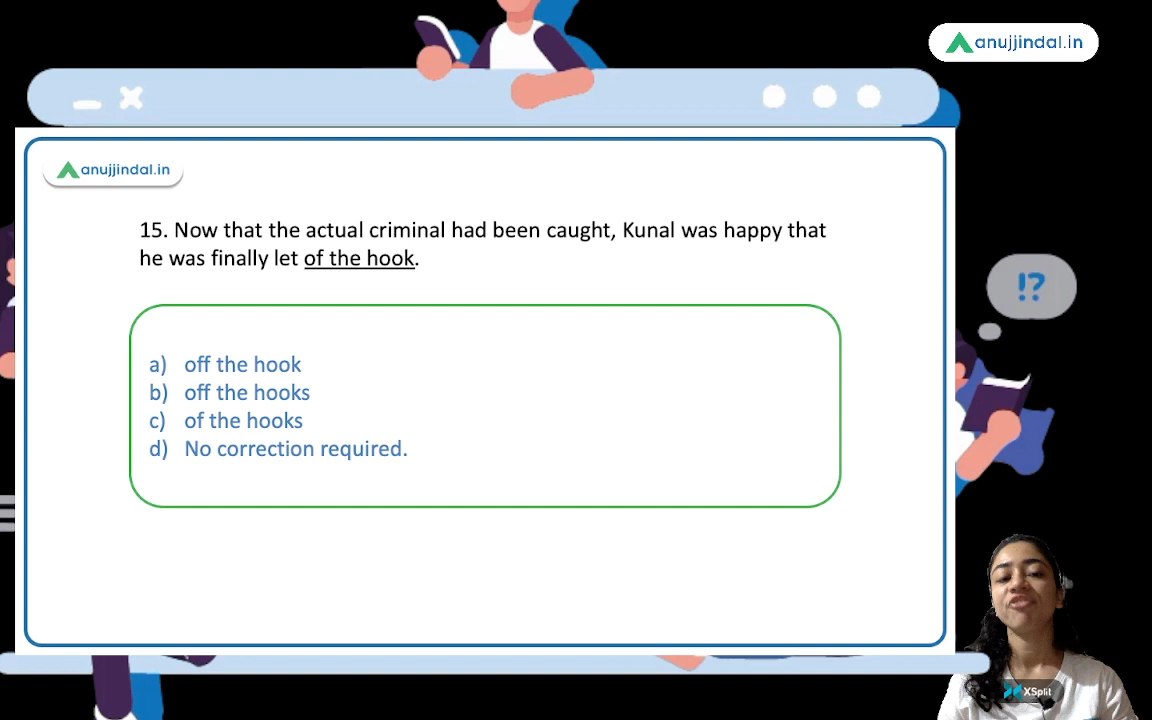 anujjindal.in
anujjindal.in
15. Now that the actual criminal had been caught, Kunal was happy that
he was finally let of the hook.
!?
a) off the hook
b) off the hooks
c) of the hooks
d) No correction required.
XSplit